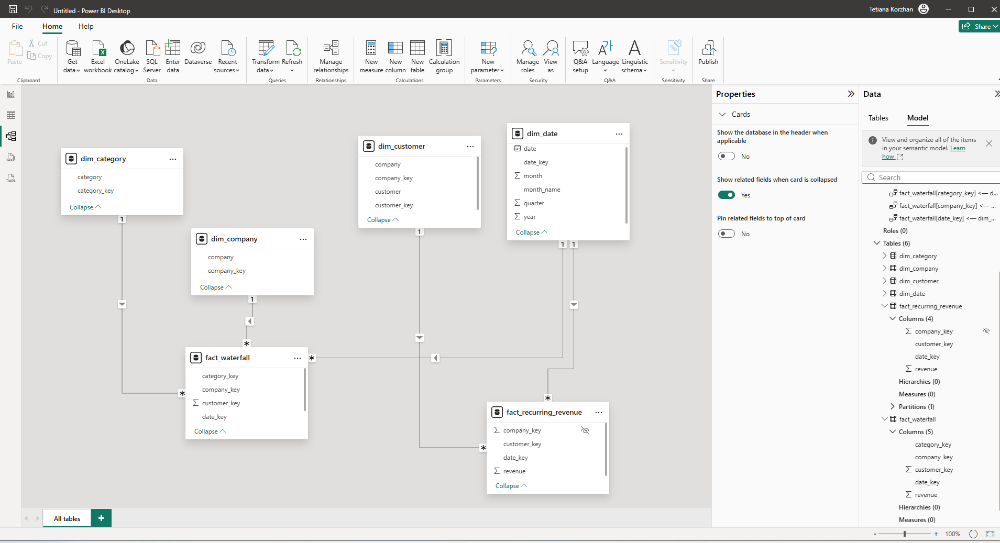 Untitled - Power BI Desktop
Tetiana Korzhan
File
Home
Help
Share
Paste
Cut
Copy
Clipboard
Get data
Excel workbook
OneLake catalog
SQL Server
Enter data
Dataverse
Recent sources
Data
Transform data
Refresh
Queries
Manage relationships
Relationships
New measure
New column
New table
Calculation group
Calculations
New parameter
Parameters
Manage roles
View as
Security
Q&A setup
Language
Linguistic schema
Q&A
Sensitivity
Sensitivity
Publish
Share
DAX
TMDL
dim_category
category
category_key
Collapse
1
dim_company
company
company_key
Collapse
1
*
dim_customer
company
company_key
customer
customer_key
Collapse
1
dim_date
date
date_key
Σ month
month_name
Σ quarter
Σ year
Collapse
1 1
fact_waterfall
*
category_key
company_key
Σ customer_key
date_key
Collapse
*
*
fact_recurring_revenue
Σ company_key
customer_key
date_key
Σ revenue
Collapse
*
All tables
+
Properties
Cards
Show the database in the header when
applicable
No
Show related fields when card is collapsed
Yes
Pin related fields to top of card
No
Data
Tables
Model
View and organize all of the items
in your semantic model. Learn
how
Search
fact_waterfall[category_key] <— d...
fact_waterfall[company_key] <— ...
fact_waterfall[date_key] <— dim_...
Roles (0)
Tables (6)
dim_category
dim_company
dim_customer
dim_date
fact_recurring_revenue
Columns (4)
Σ company_key
customer_key
date_key
Σ revenue
Hierarchies (0)
Measures (0)
Partitions (1)
fact_waterfall
Columns (5)
category_key
company_key
Σ customer_key
date_key
Σ revenue
Hierarchies (0)
Measures (0)
- + 100%